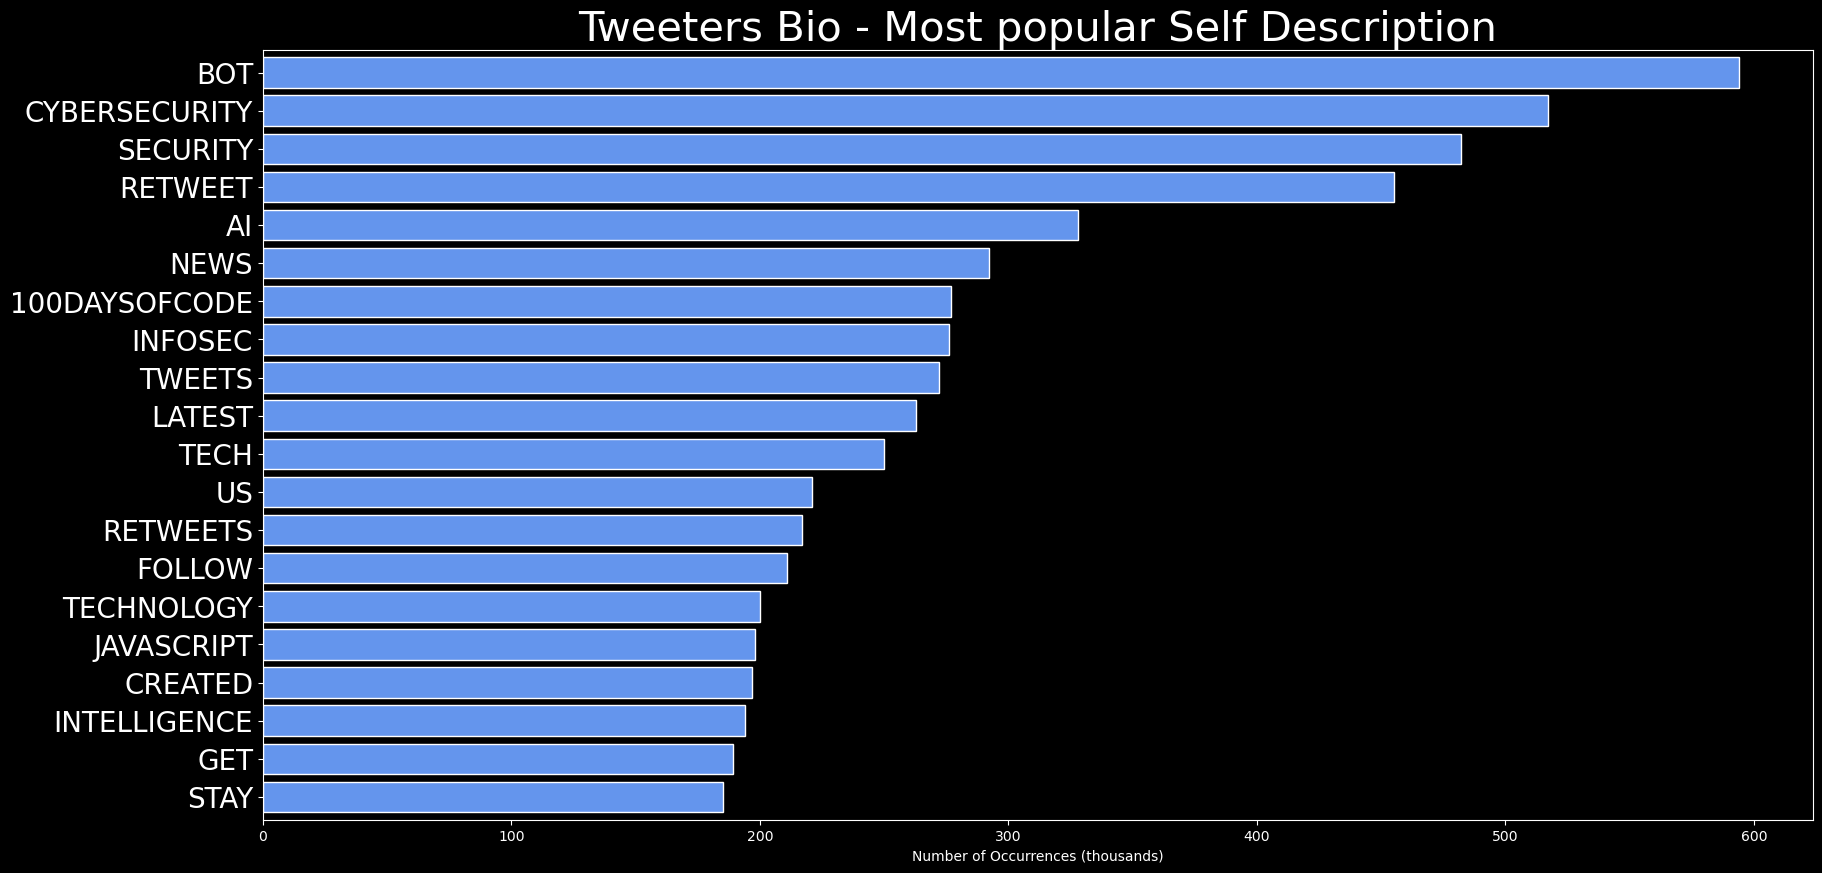 Tweeters Bio - Most popular Self Description
BOT
CYBERSECURITY
SECURITY
RETWEET
AI
NEWS
100DAYSOFCODE
INFOSEC
TWEETS
LATEST
TECH
US
RETWEETS
FOLLOW
TECHNOLOGY
JAVASCRIPT
CREATED
INTELLIGENCE
GET
STAY
0 100 200 300 400 500 600
Number of Occurrences (thousands)